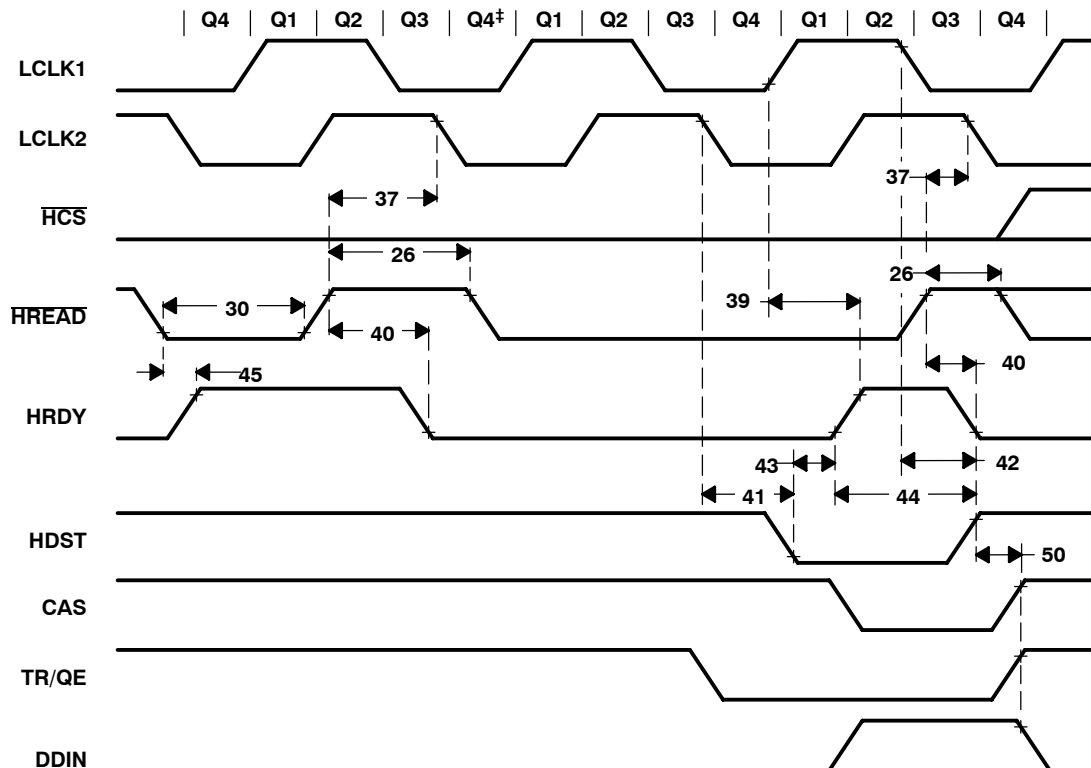 Q4 Q1 Q2 Q3 Q4‡ Q1 Q2 Q3 Q4 Q1 Q2 Q3 Q4
LCLK1
LCLK2
37
37
HCS
26
26
HREAD
30
39
40
40
45
HRDY
43
42
41
44
HDST
50
CAS
TR/QE
DDIN